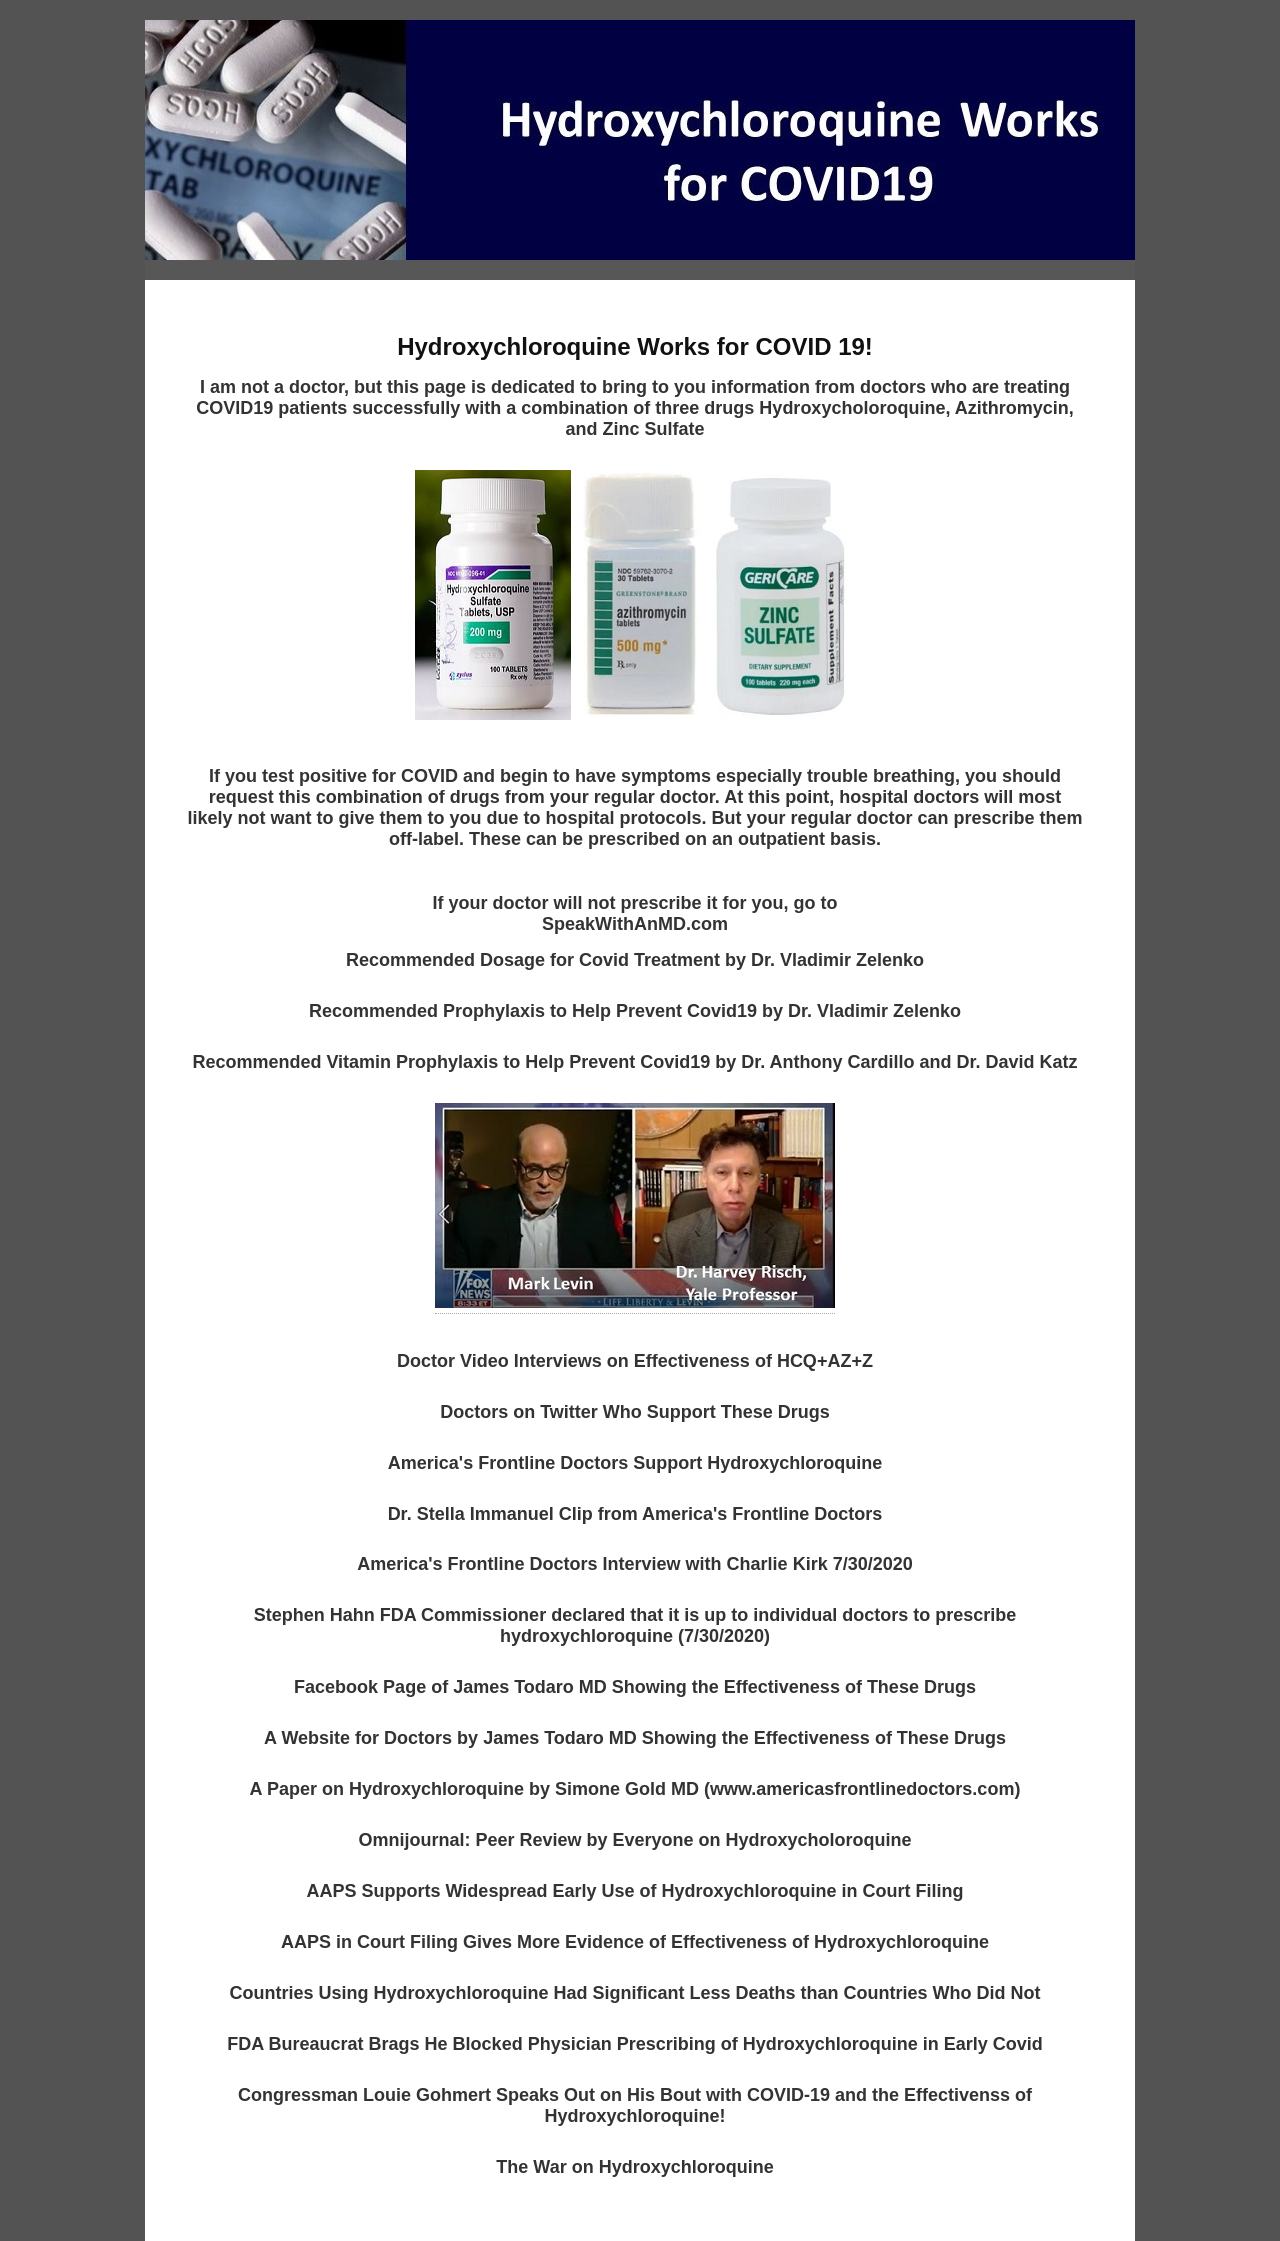 HCQS
HCQS
HCQS
XYCHLOROQUINE
TAB
HCQS
Hydroxychloroquine Works
for COVID19
Hydroxychloroquine Works for COVID 19!
I am not a doctor, but this page is dedicated to bring to you information from doctors who are treating
COVID19 patients successfully with a combination of three drugs Hydroxycholoroquine, Azithromycin,
and Zinc Sulfate
Hydroxychloroquine
Sulfate
Tablets, USP
200 mg
100 TABLETS
Rx only
zydus
NDC 59762-3070-2
30 Tablets
GREENSTONE BRAND
azithromycin
tablets
500 mg*
Rx only
GERI CARE
ZINC
SULFATE
DIETARY SUPPLEMENT
100 tablets 220 mg each
Supplement Facts
If you test positive for COVID and begin to have symptoms especially trouble breathing, you should
request this combination of drugs from your regular doctor. At this point, hospital doctors will most
likely not want to give them to you due to hospital protocols. But your regular doctor can prescribe them
off-label. These can be prescribed on an outpatient basis.
If your doctor will not prescribe it for you, go to
SpeakWithAnMD.com
Recommended Dosage for Covid Treatment by Dr. Vladimir Zelenko
Recommended Prophylaxis to Help Prevent Covid19 by Dr. Vladimir Zelenko
Recommended Vitamin Prophylaxis to Help Prevent Covid19 by Dr. Anthony Cardillo and Dr. David Katz
Mark Levin
Dr. Harvey Risch,
Yale Professor
FOX
NEWS
8:33 ET
LIFE, LIBERTY & LEVIN
Doctor Video Interviews on Effectiveness of HCQ+AZ+Z
Doctors on Twitter Who Support These Drugs
America's Frontline Doctors Support Hydroxychloroquine
Dr. Stella Immanuel Clip from America's Frontline Doctors
America's Frontline Doctors Interview with Charlie Kirk 7/30/2020
Stephen Hahn FDA Commissioner declared that it is up to individual doctors to prescribe
hydroxychloroquine (7/30/2020)
Facebook Page of James Todaro MD Showing the Effectiveness of These Drugs
A Website for Doctors by James Todaro MD Showing the Effectiveness of These Drugs
A Paper on Hydroxychloroquine by Simone Gold MD (www.americasfrontlinedoctors.com)
Omnijournal: Peer Review by Everyone on Hydroxycholoroquine
AAPS Supports Widespread Early Use of Hydroxychloroquine in Court Filing
AAPS in Court Filing Gives More Evidence of Effectiveness of Hydroxychloroquine
Countries Using Hydroxychloroquine Had Significant Less Deaths than Countries Who Did Not
FDA Bureaucrat Brags He Blocked Physician Prescribing of Hydroxychloroquine in Early Covid
Congressman Louie Gohmert Speaks Out on His Bout with COVID-19 and the Effectivenss of
Hydroxychloroquine!
The War on Hydroxychloroquine